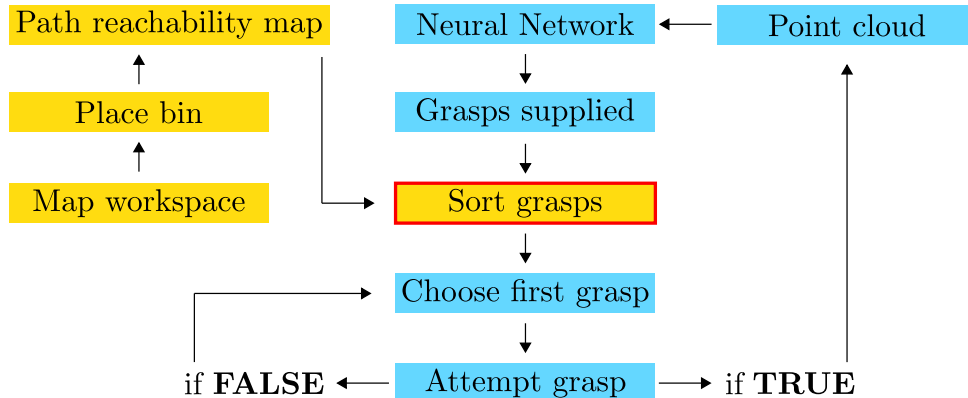 Path reachability map
Neural Network
Point cloud
Place bin
Grasps supplied
Map workspace
Sort grasps
Choose first grasp
if FALSE
Attempt grasp
if TRUE